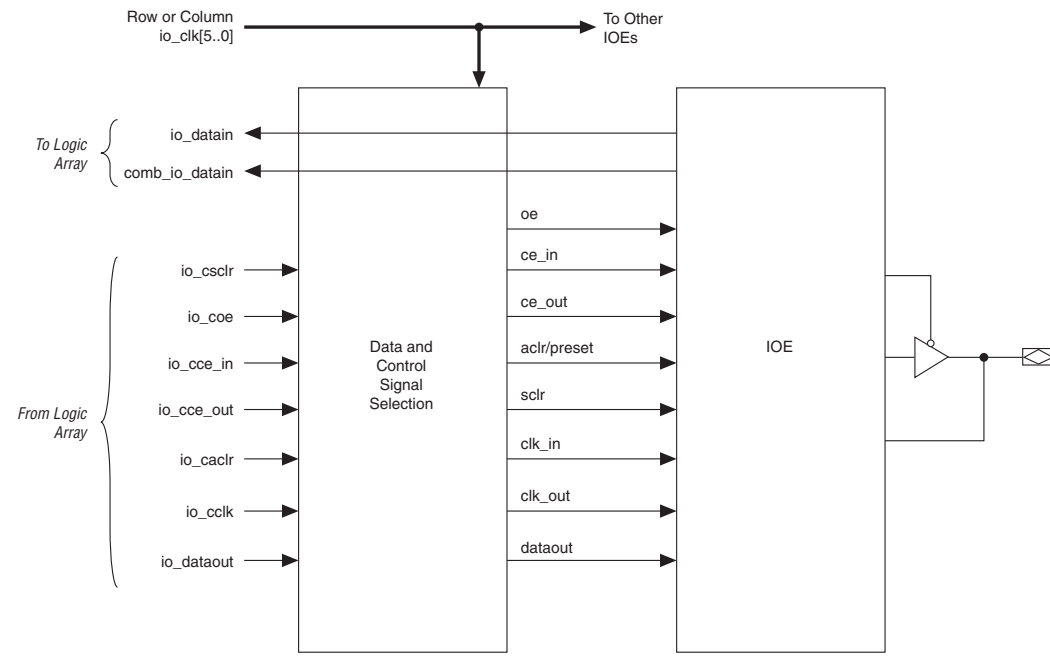 Row or Column
io_clk[5..0]
To Other
IOEs
To Logic
Array
io_datain
comb_io_datain
From Logic
Array
io_csclr
io_coe
io_cce_in
io_cce_out
io_caclr
io_cclk
io_dataout
Data and
Control
Signal
Selection
oe
ce_in
ce_out
aclr/preset
sclr
clk_in
clk_out
dataout
IOE